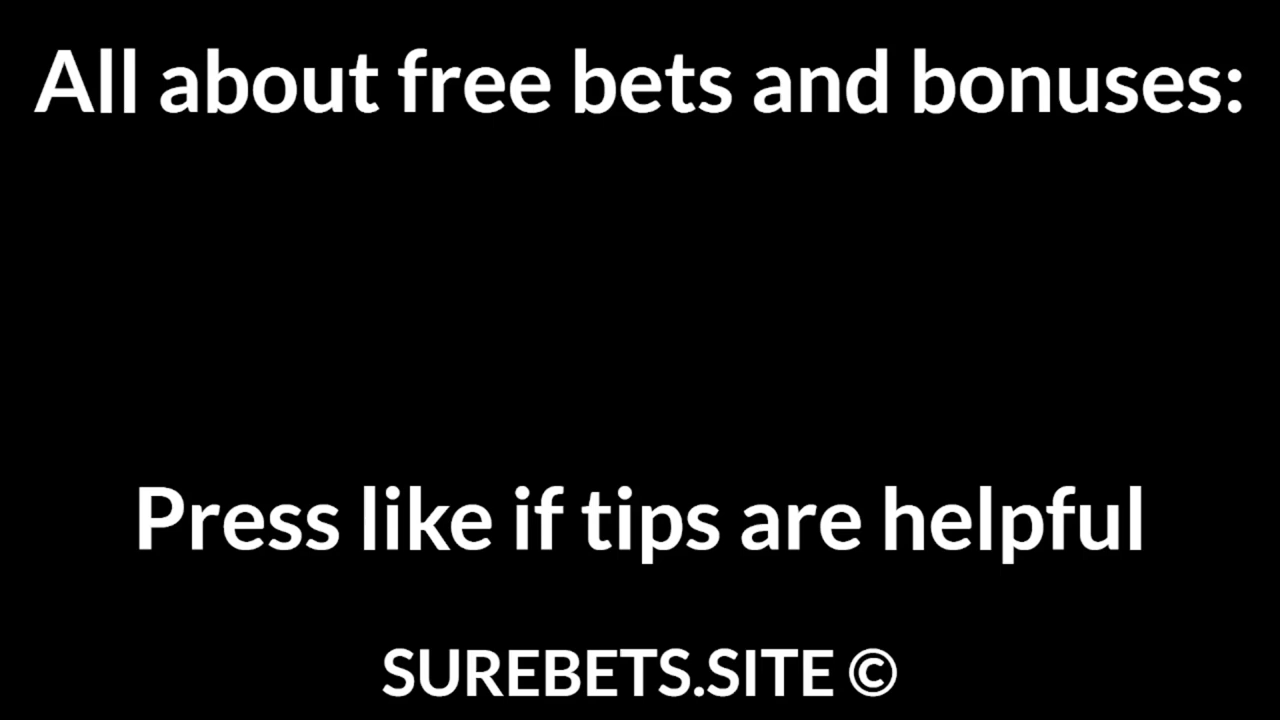 All about free bets and bonuses:
Press like if tips are helpful
SUREBETS.SITE ©